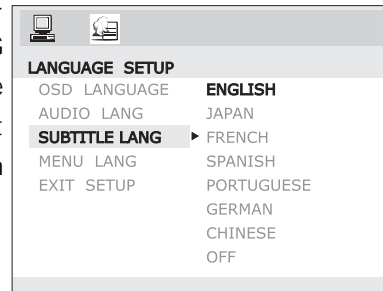 LANGUAGE SETUP
OSD LANGUAGE ENGLISH
AUDIO LANG JAPAN
SUBTITLE LANG FRENCH
MENU LANG SPANISH
EXIT SETUP PORTUGUESE
GERMAN
CHINESE
OFF